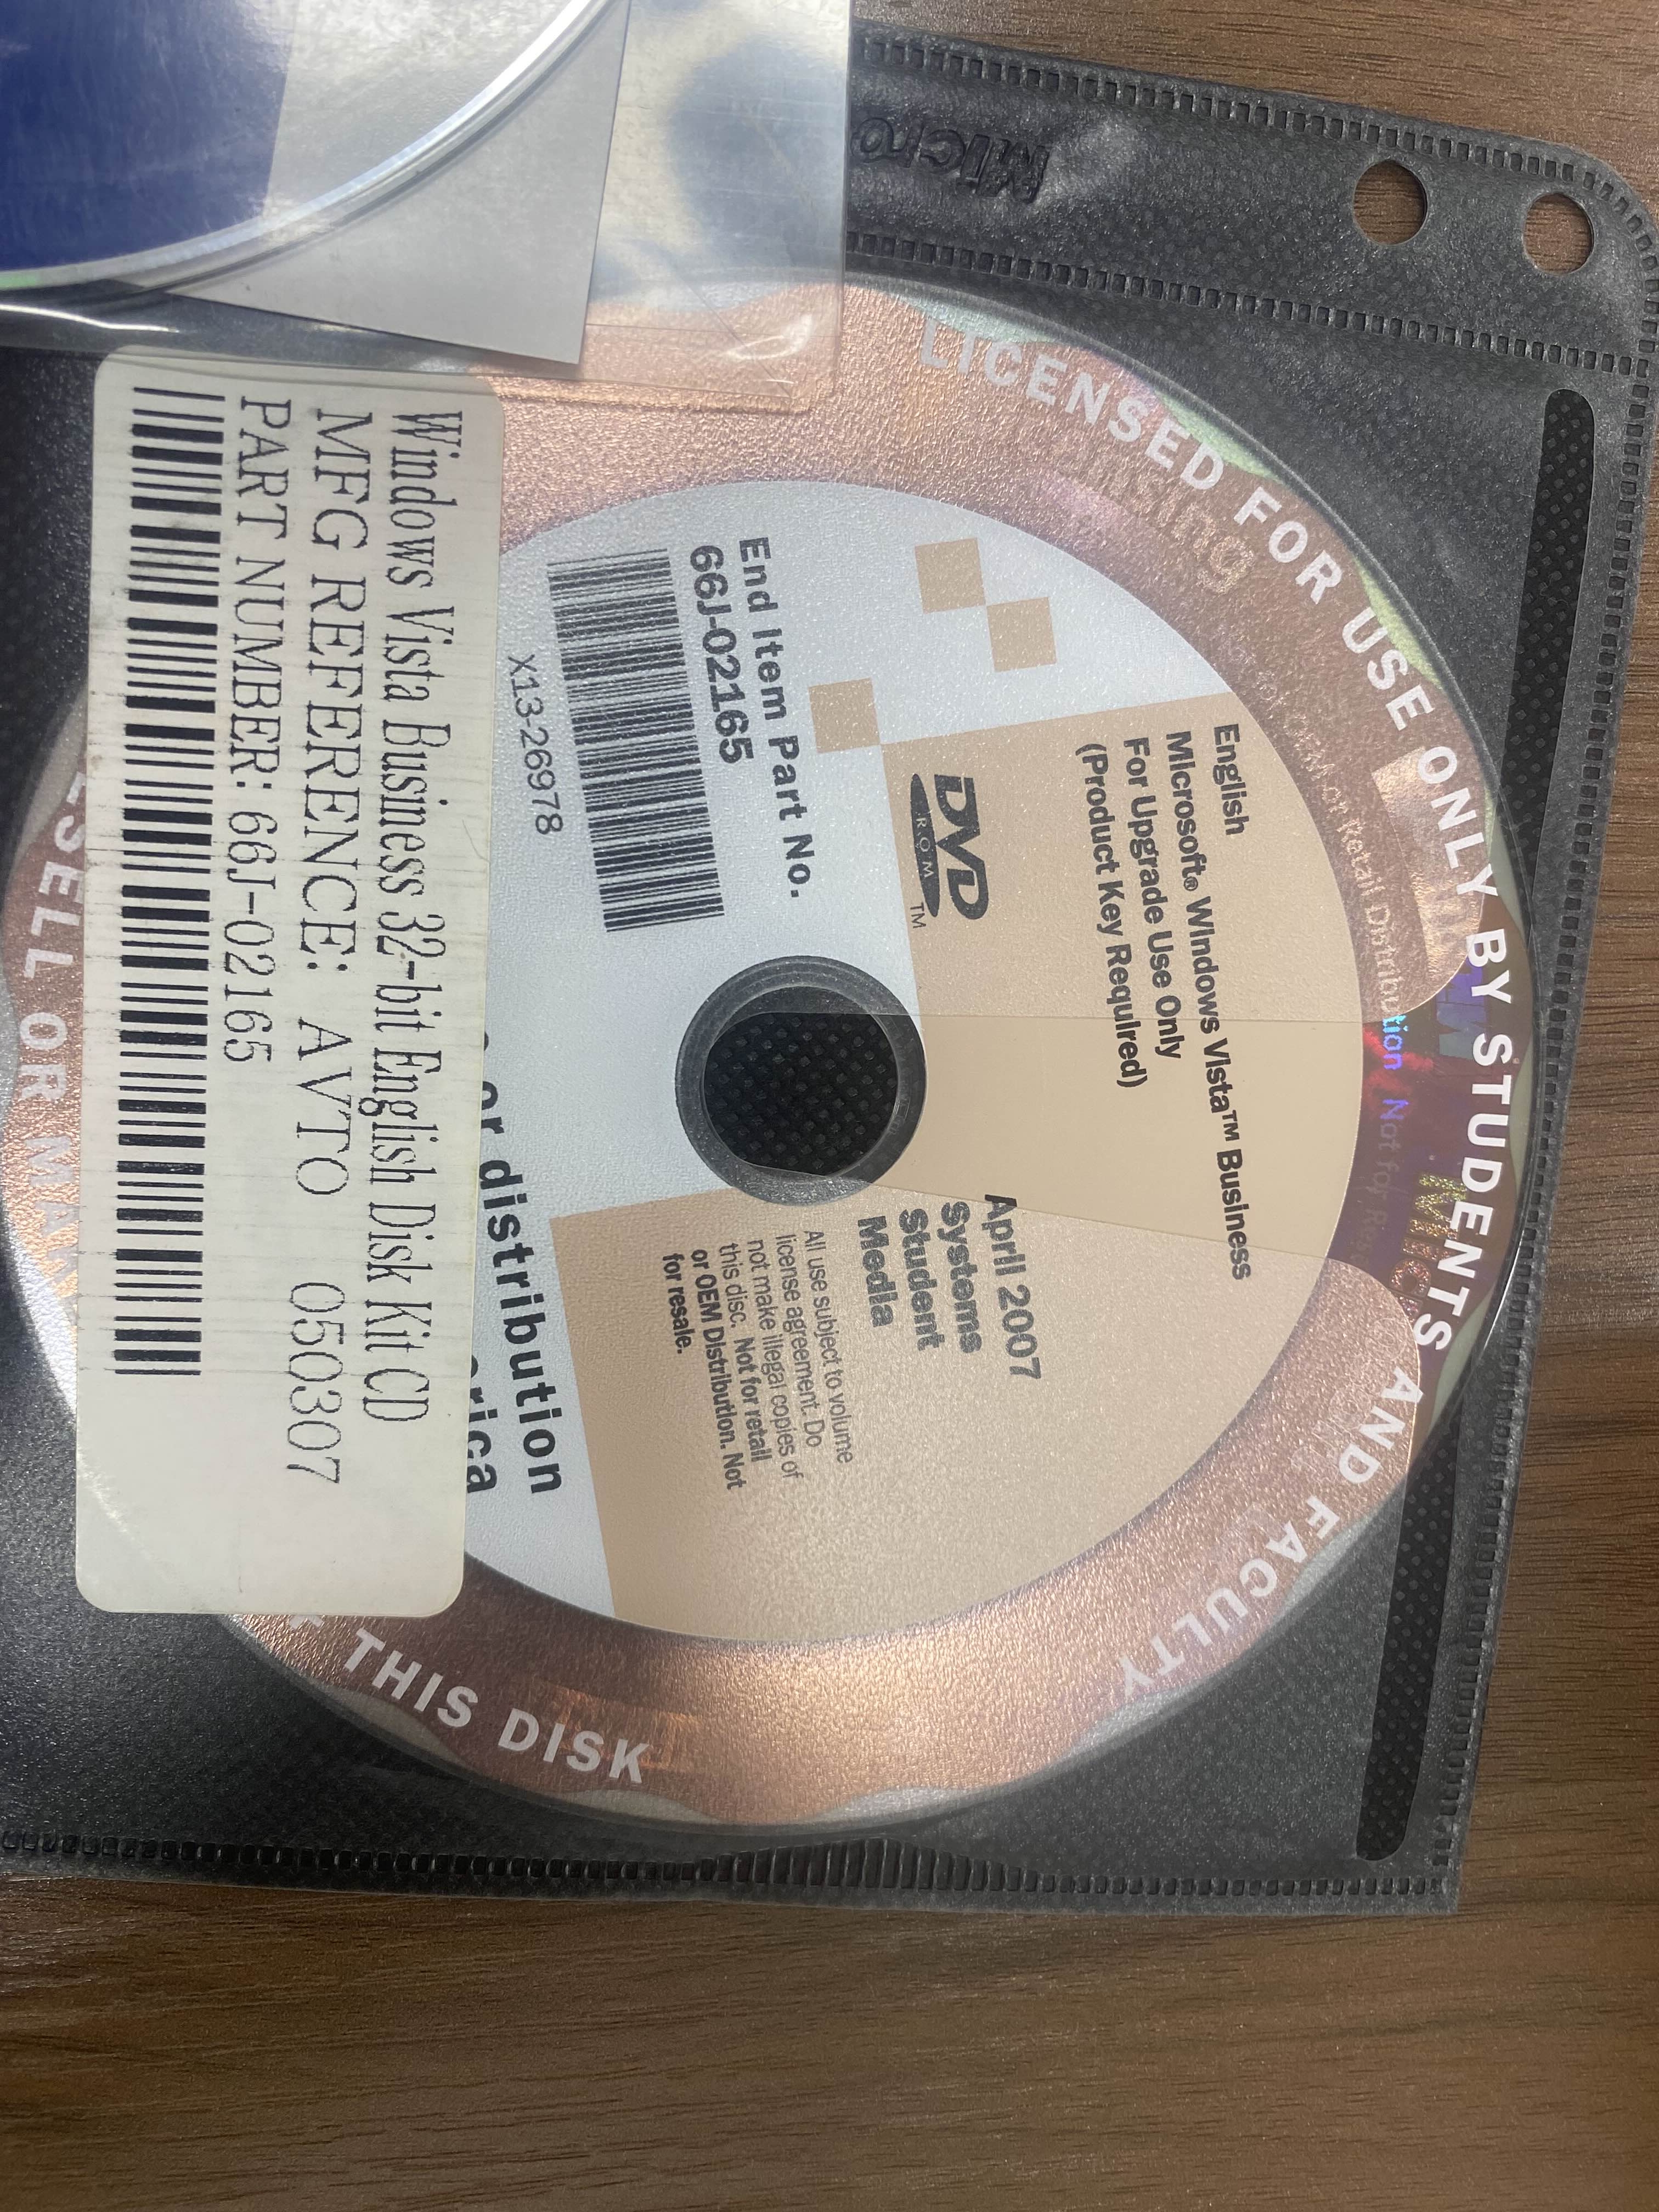 Micro
LICENSED FOR USE ONLY BY STUDENTS AND FACULTY
English
Microsoft® Windows Vista™ Business
For Upgrade Use Only
(Product Key Required)
DVD
ROM
TM
April 2007
Systems
Student
Media
All use subject to volume
license agreement. Do
not make illegal copies of
this disc. Not for retail
or OEM Distribution. Not
for resale.
End Item Part No.
66J-02165
X13-26978
or distribution
SELL OR
THIS DISK
Windows Vista Business 32-bit English Disk Kit CD
MFG REFERENCE: AVTO 050307
PART NUMBER: 66J-02165